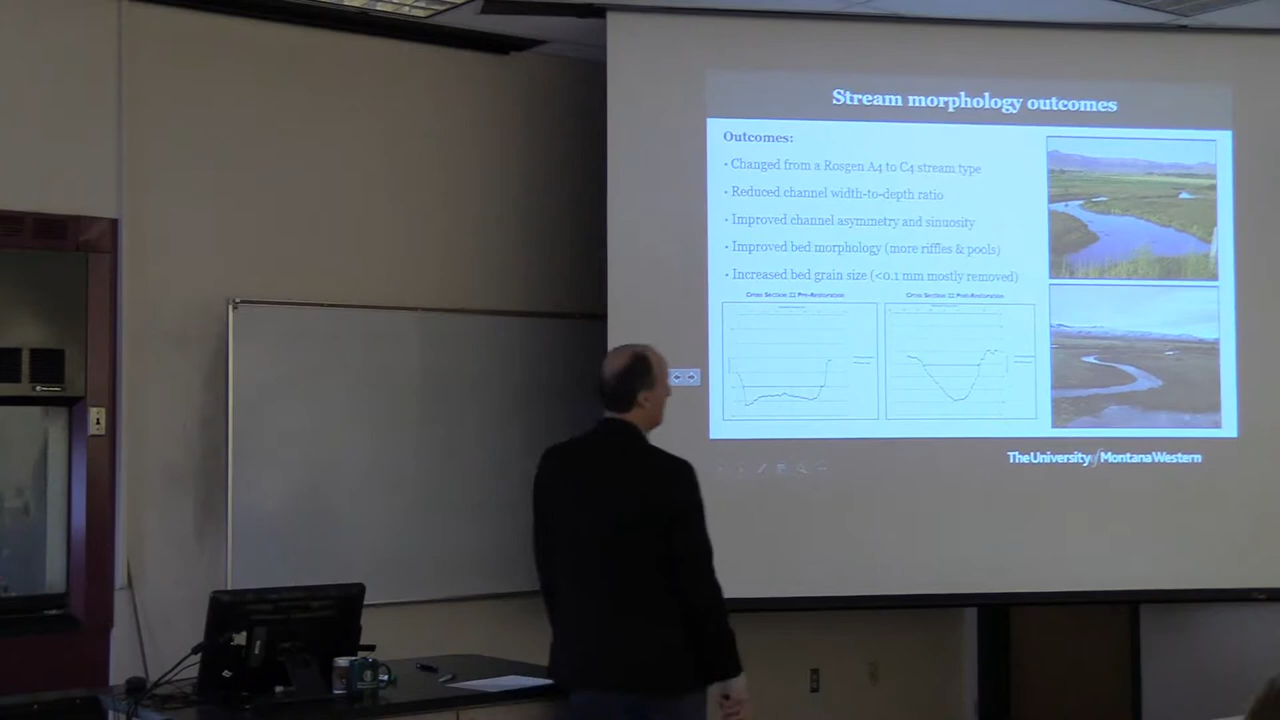 Stream morphology outcomes
Outcomes:
• Changed from a Rosgen A4 to C4 stream type
• Reduced channel width-to-depth ratio
• Improved channel asymmetry and sinuosity
• Improved bed morphology (more riffles & pools)
• Increased bed grain size (<0.1 mm mostly removed)
Cross Section II Pre-Restoration
Cross Section II Post-Restoration
The University of Montana Western